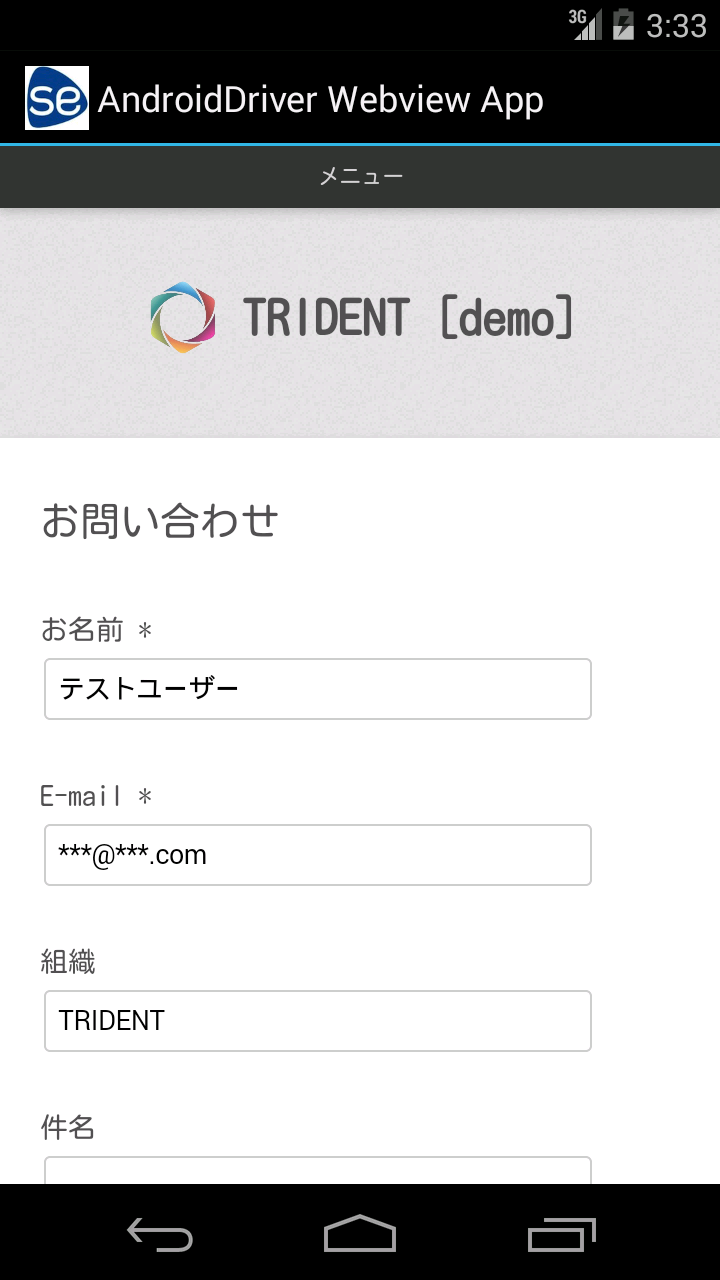 3G 3:33
se AndroidDriver Webview App
メニュー
TRIDENT [demo]
お問い合わせ
お名前 *
テストユーザー
E-mail *
***@***.com
組織
TRIDENT
件名